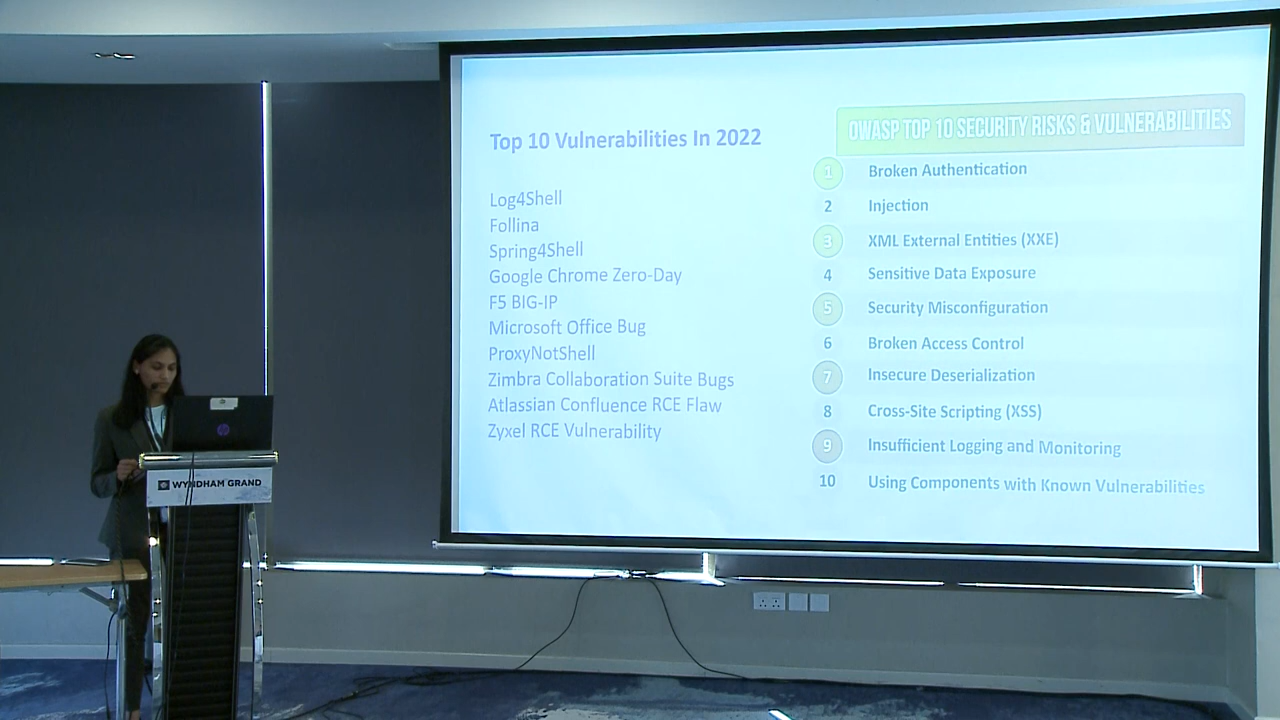 Top 10 Vulnerabilities In 2022
Log4Shell
Follina
Spring4Shell
Google Chrome Zero-Day
F5 BIG-IP
Microsoft Office Bug
ProxyNotShell
Zimbra Collaboration Suite Bugs
Atlassian Confluence RCE Flaw
Zyxel RCE Vulnerability
OWASP TOP 10 SECURITY RISKS & VULNERABILITIES
1 Broken Authentication
2 Injection
3 XML External Entities (XXE)
4 Sensitive Data Exposure
5 Security Misconfiguration
6 Broken Access Control
7 Insecure Deserialization
8 Cross-Site Scripting (XSS)
9 Insufficient Logging and Monitoring
10 Using Components with Known Vulnerabilities
WYNDHAM GRAND